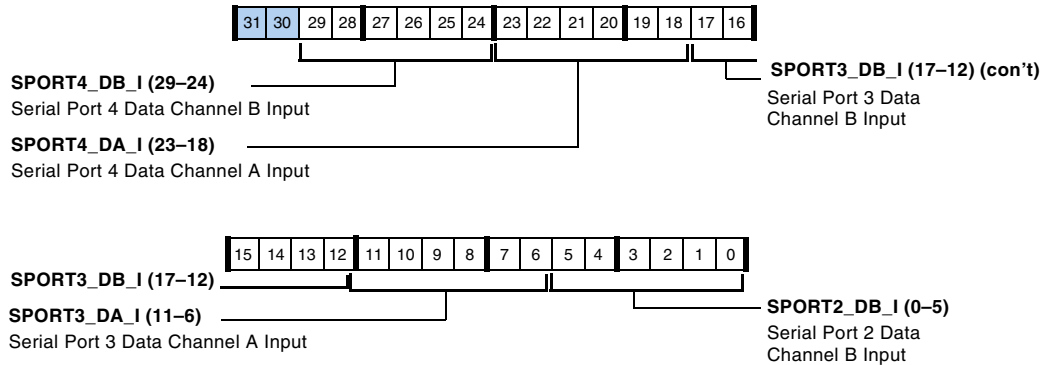 31 30 29 28 27 26 25 24 23 22 21 20 19 18 17 16
SPORT4_DB_I (29–24)
Serial Port 4 Data Channel B Input
SPORT3_DB_I (17–12) (con't)
Serial Port 3 Data
Channel B Input
SPORT4_DA_I (23–18)
Serial Port 4 Data Channel A Input
15 14 13 12 11 10 9 8 7 6 5 4 3 2 1 0
SPORT3_DB_I (17–12)
SPORT3_DA_I (11–6)
Serial Port 3 Data Channel A Input
SPORT2_DB_I (0–5)
Serial Port 2 Data
Channel B Input